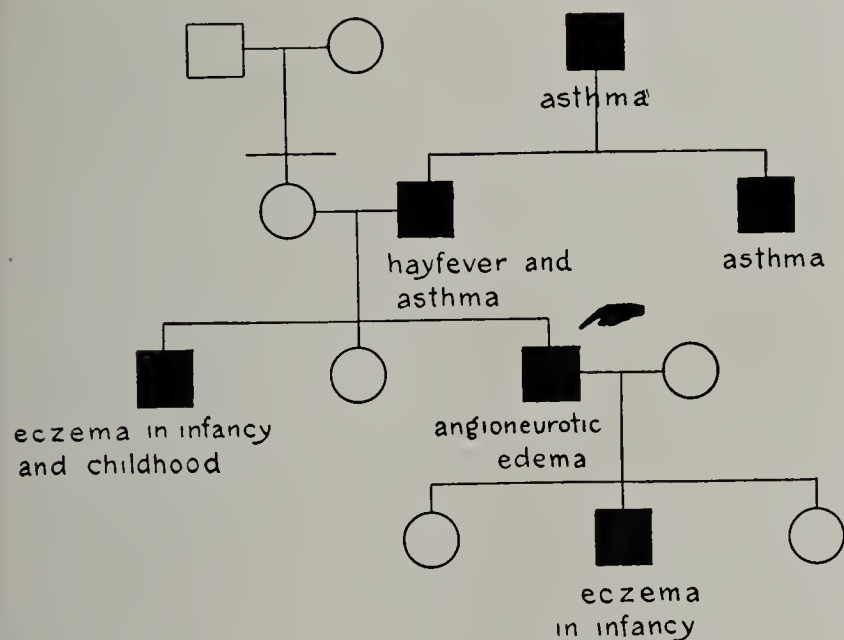 asthma
hayfever and
asthma
asthma
eczema in infancy
and childhood
angioneurotic
edema
eczema
in infancy